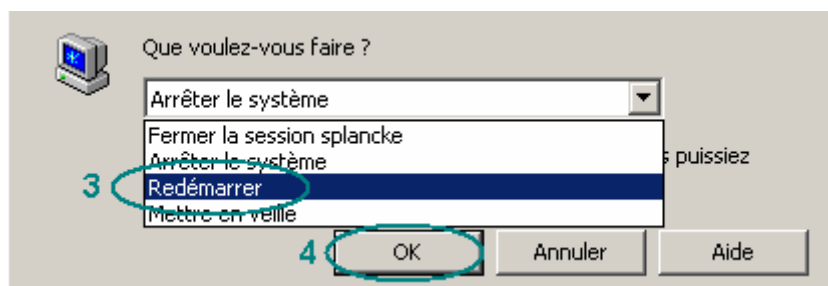 Que voulez-vous faire ?
Arrêter le système
Fermer la session splancke
Arrêter le système
s puissiez
3 Redémarrer
Mettre en veille
4 OK Annuler Aide